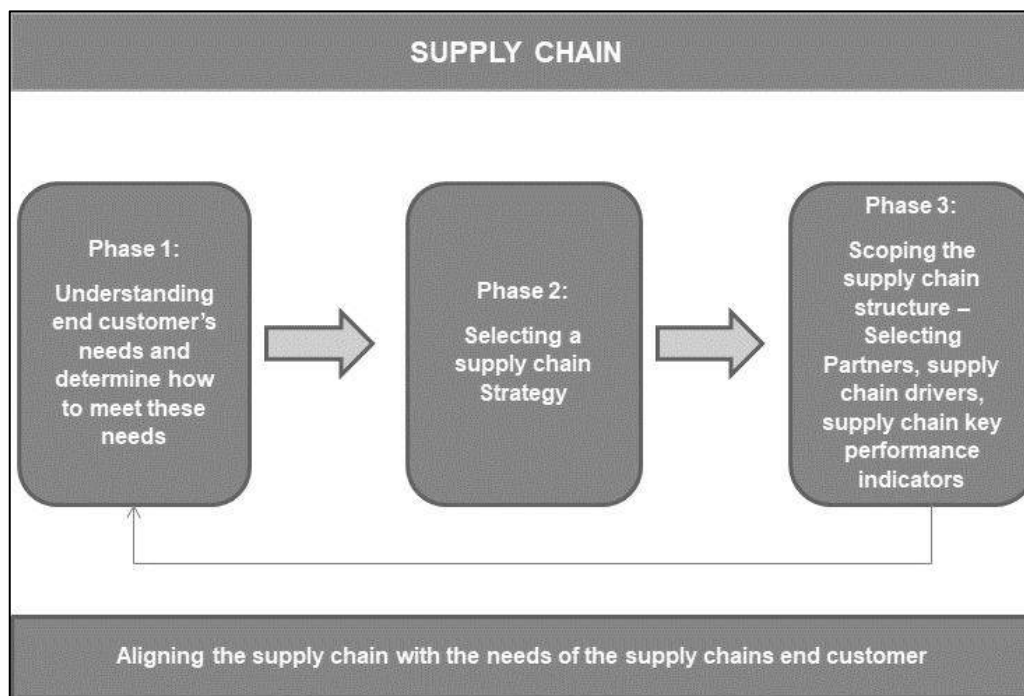 SUPPLY CHAIN
Phase 1:
Understanding
end customer's
needs and
determine how
to meet these
needs
Phase 2:
Selecting a
supply chain
Strategy
Phase 3:
Scoping the
supply chain
structure –
Selecting
Partners, supply
chain drivers,
supply chain key
performance
indicators
Aligning the supply chain with the needs of the supply chains end customer